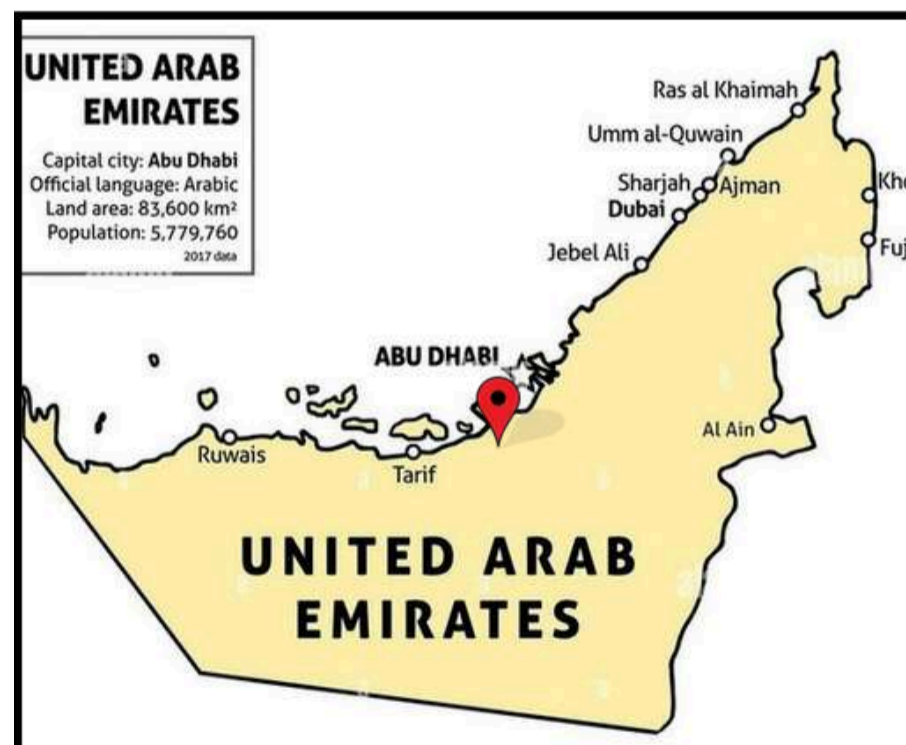 UNITED ARAB
EMIRATES
Capital city: Abu Dhabi
Official language: Arabic
Land area: 83,600 km²
Population: 5,779,760
2017 data
Ras al Khaimah
Umm al-Quwain
Sharjah
Ajman
Dubai
Kho
Fuj
Jebel Ali
ABU DHABI
Al Ain
Ruwais
Tarif
UNITED ARAB
EMIRATES